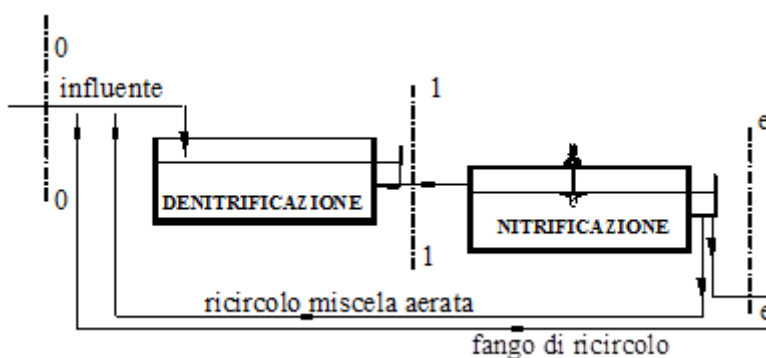 0
influente
0
1
e
DENITRIFICAZIONE
NITRIFICAZIONE
1
ricircolo miscela aerata
e
fango di ricircolo